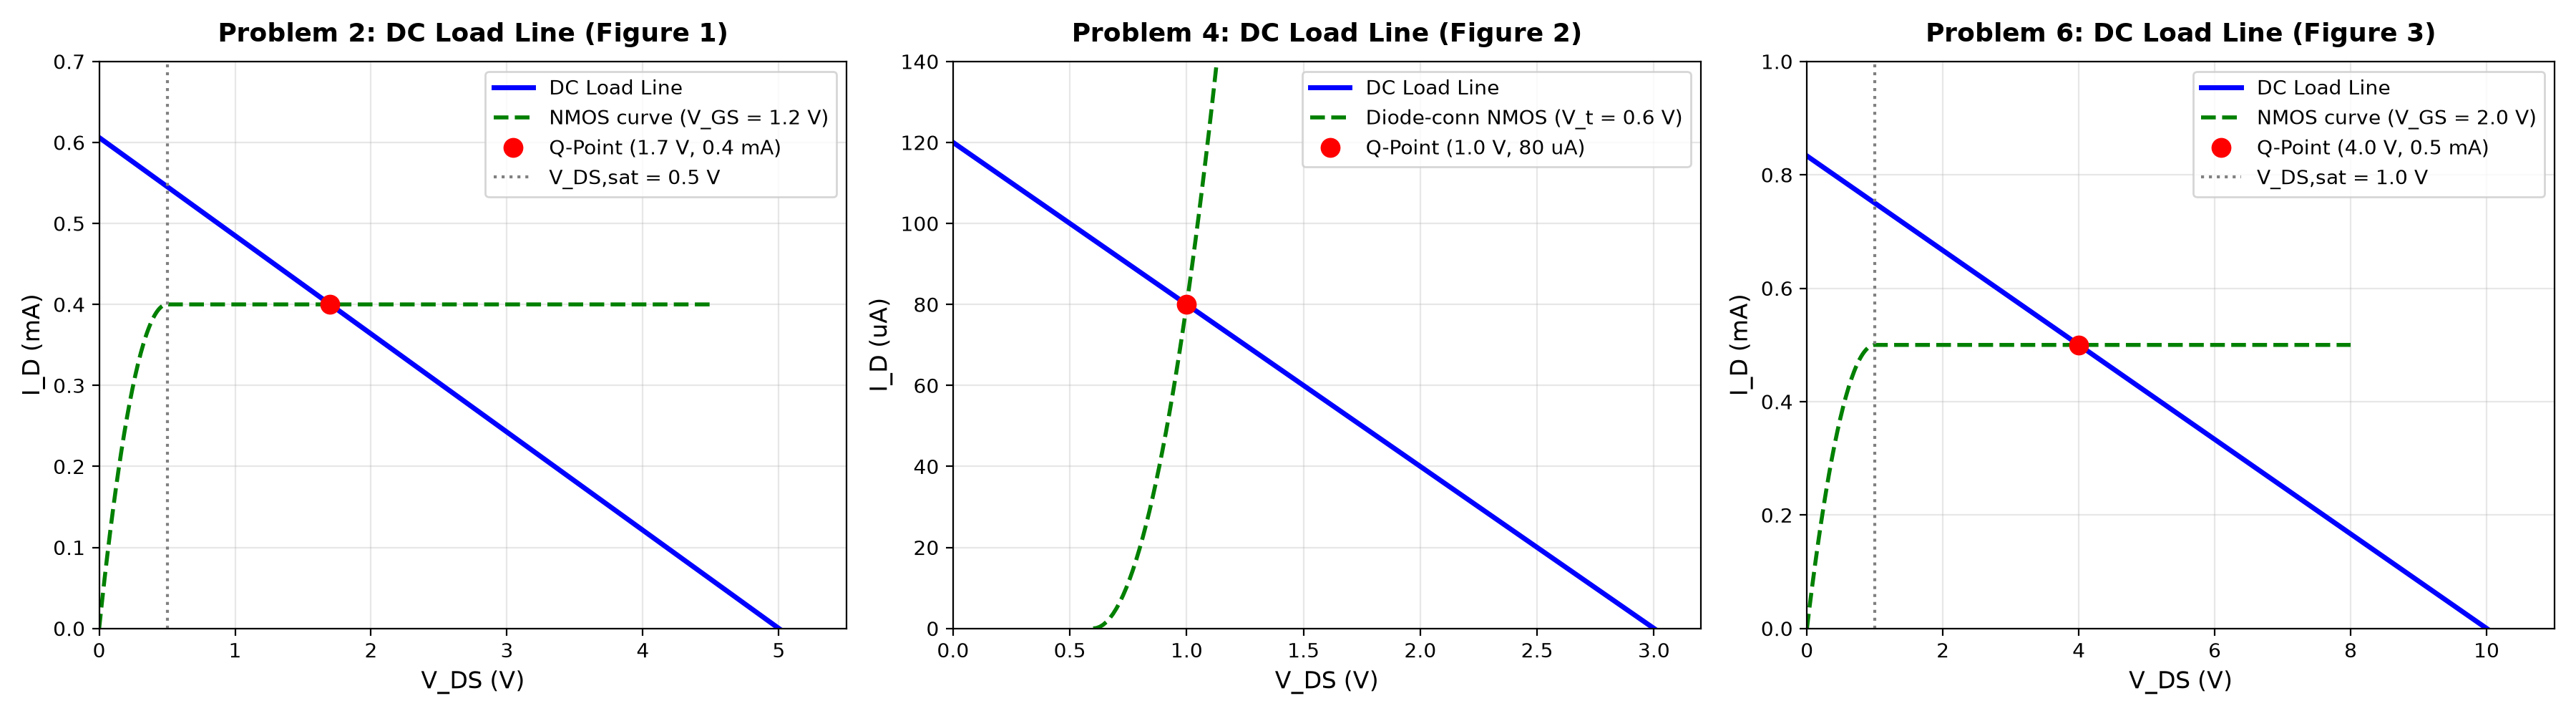 Problem 2: DC Load Line (Figure 1)
0.7
0.6
0.5
0.4
0.3
0.2
0.1
0.0
I_D (mA)
DC Load Line
NMOS curve (V_GS = 1.2 V)
Q-Point (1.7 V, 0.4 mA)
V_DS,sat = 0.5 V
0 1 2 3 4 5
V_DS (V)
Problem 4: DC Load Line (Figure 2)
140
120
100
80
60
40
20
0
I_D (uA)
DC Load Line
Diode-conn NMOS (V_t = 0.6 V)
Q-Point (1.0 V, 80 uA)
0.0 0.5 1.0 1.5 2.0 2.5 3.0
V_DS (V)
Problem 6: DC Load Line (Figure 3)
1.0
0.8
0.6
0.4
0.2
0.0
I_D (mA)
DC Load Line
NMOS curve (V_GS = 2.0 V)
Q-Point (4.0 V, 0.5 mA)
V_DS,sat = 1.0 V
0 2 4 6 8 10
V_DS (V)